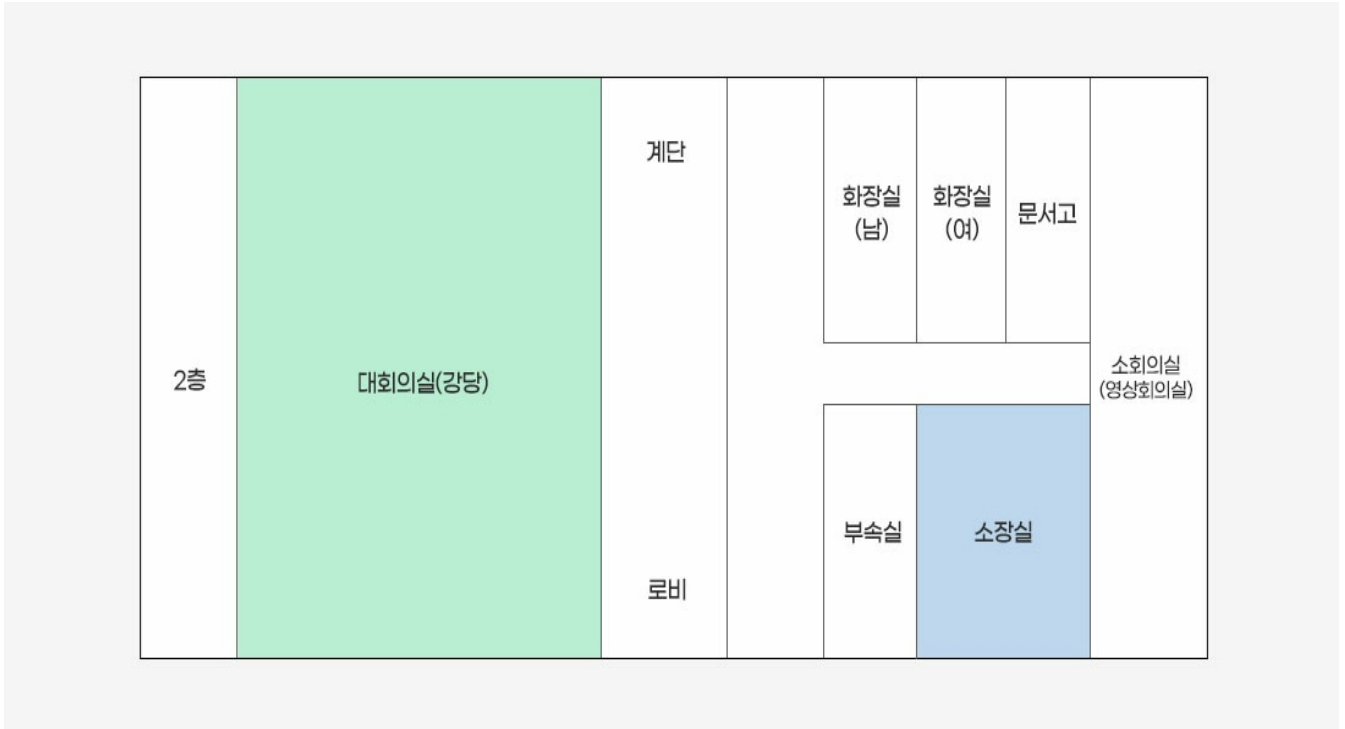 2층
대회의실(강당)
계단
로비
화장실
(남)
화장실
(여)
문서고
부속실
소장실
소회의실
(영상회의실)